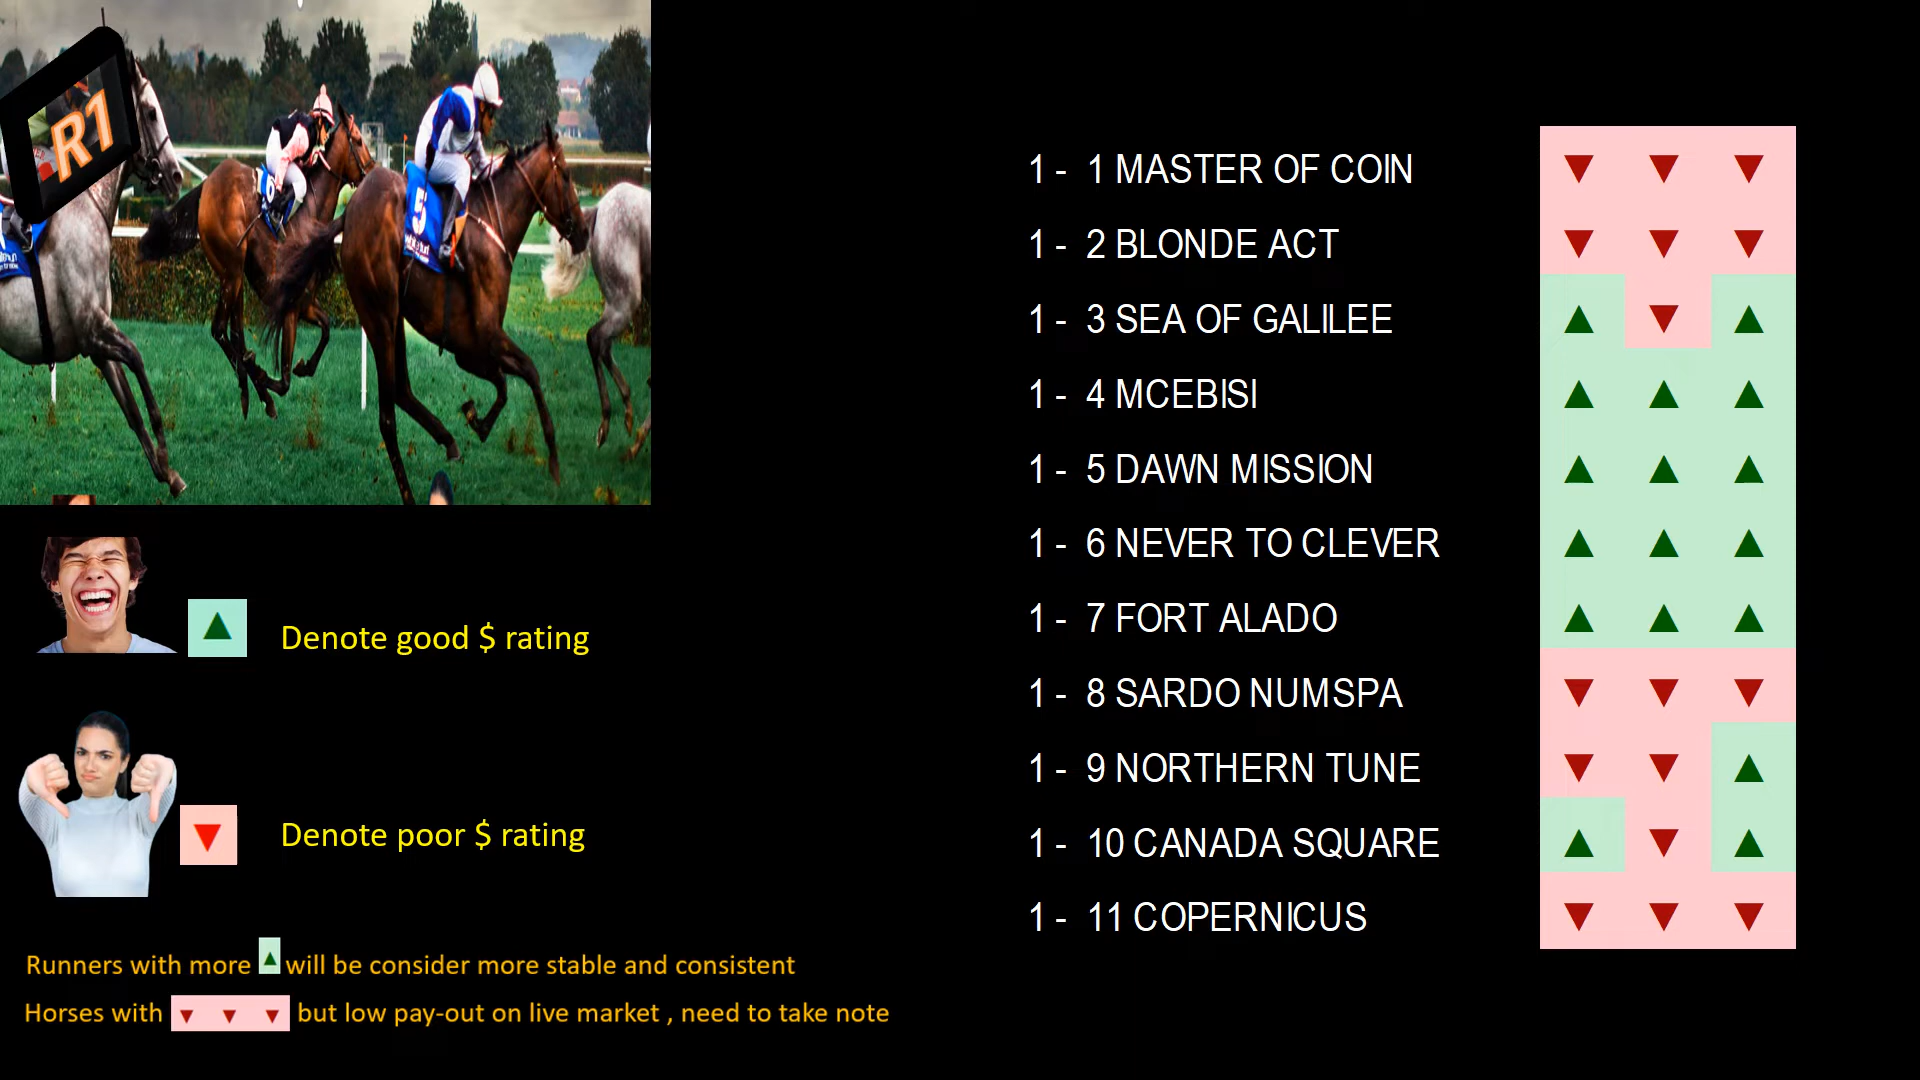 R1
6
5
Denote good $ rating
Denote poor $ rating
Runners with more ▲ will be consider more stable and consistent
Horses with ▼ ▼ ▼ but low pay-out on live market , need to take note
1 - 1 MASTER OF COIN ▼ ▼ ▼
1 - 2 BLONDE ACT ▼ ▼ ▼
1 - 3 SEA OF GALILEE ▲ ▼ ▲
1 - 4 MCEBISI ▲ ▲ ▲
1 - 5 DAWN MISSION ▲ ▲ ▲
1 - 6 NEVER TO CLEVER ▲ ▲ ▲
1 - 7 FORT ALADO ▲ ▲ ▲
1 - 8 SARDO NUMSPA ▼ ▼ ▼
1 - 9 NORTHERN TUNE ▼ ▼ ▲
1 - 10 CANADA SQUARE ▲ ▼ ▲
1 - 11 COPERNICUS ▼ ▼ ▼